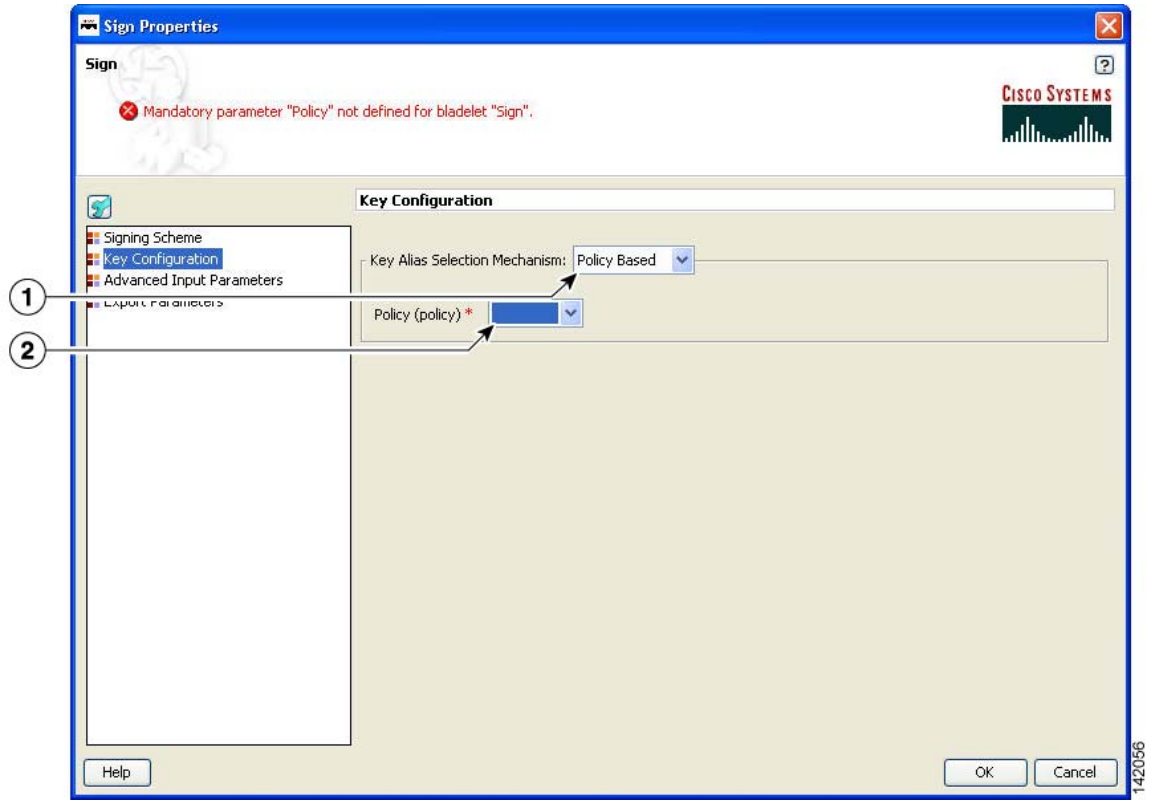 Sign Properties
Sign
Mandatory parameter "Policy" not defined for bladelet "Sign".
CISCO SYSTEMS
Key Configuration
Signing Scheme
Key Configuration
Advanced Input Parameters
Export Parameters
Key Alias Selection Mechanism: Policy Based
Policy (policy) *
1
2
Help
OK
Cancel
142056